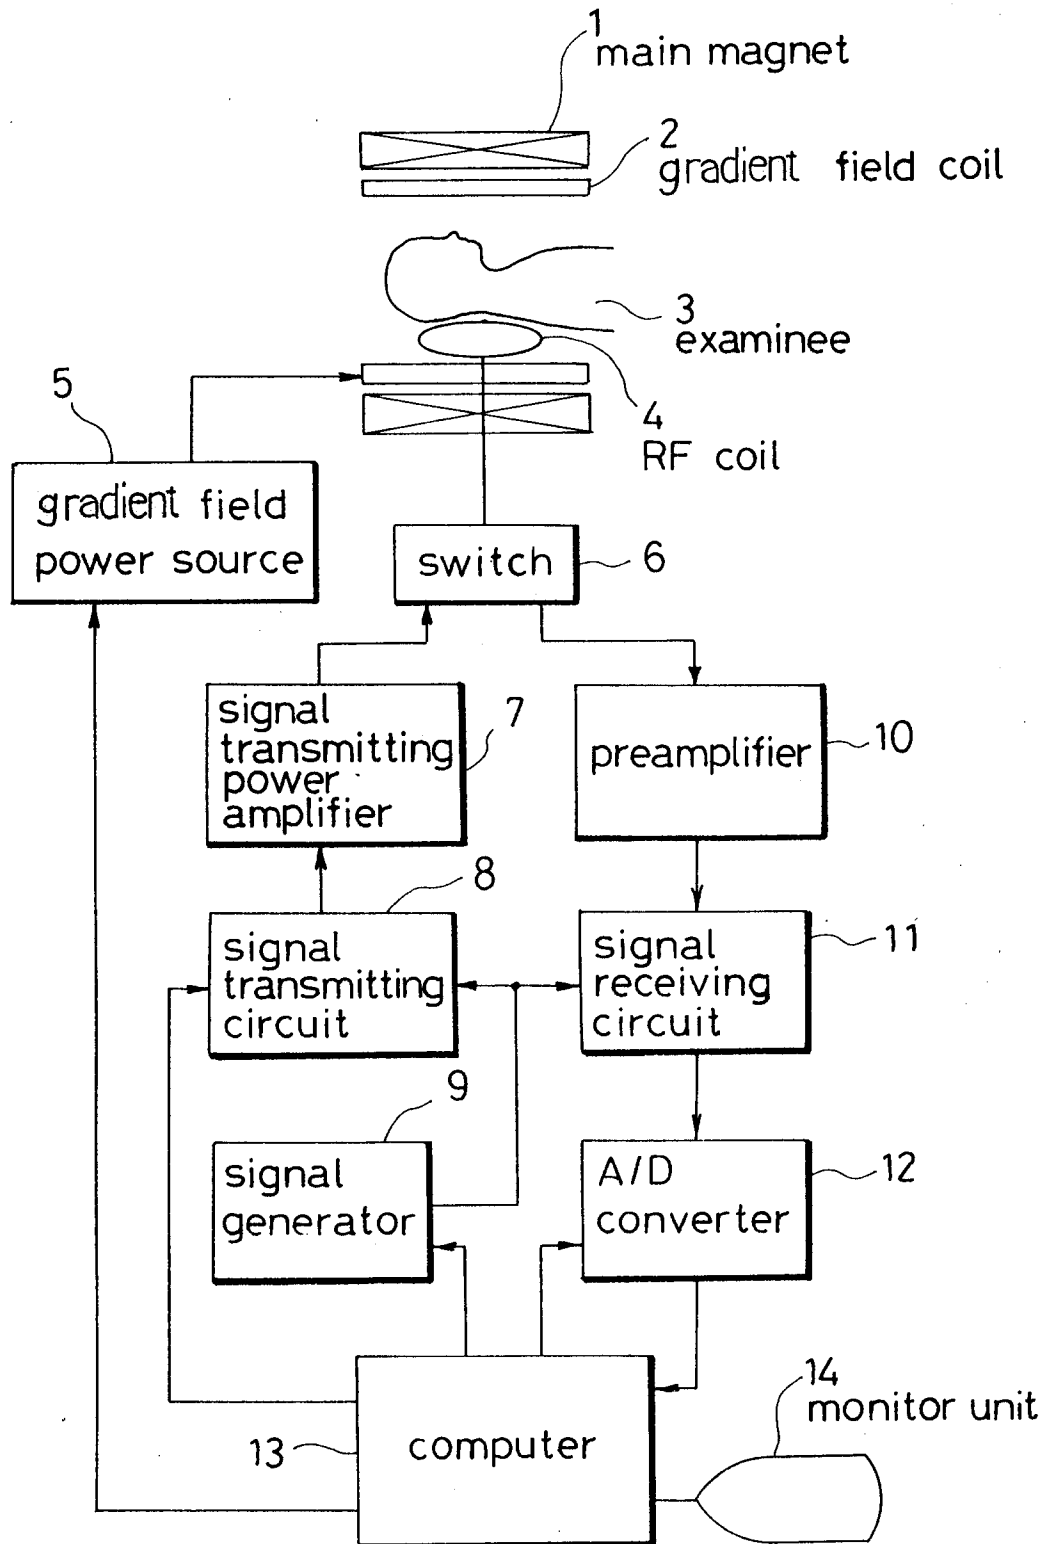 1
main magnet
2
gradient field coil
3
examinee
4
RF coil
5
gradient field
power source
switch
6
signal
transmitting
power
amplifier
7
preamplifier
10
8
signal
transmitting
circuit
signal
receiving
circuit
11
9
signal
generator
A/D
converter
12
14
monitor unit
13
computer